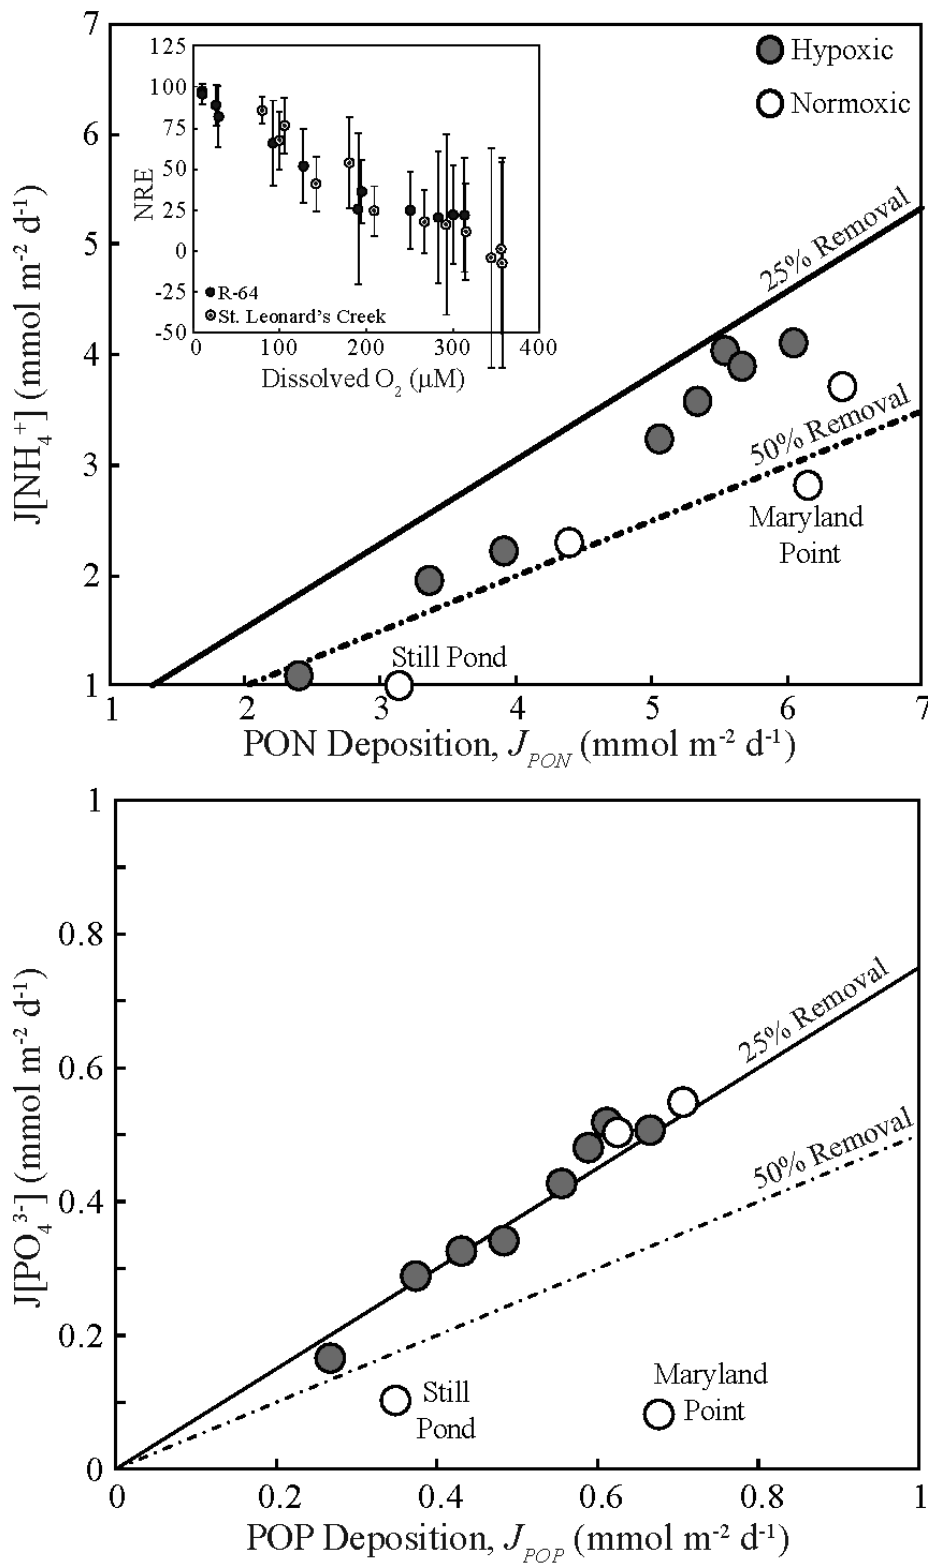 7
6
5
4
3
2
1
J[NH₄⁺] (mmol m⁻² d⁻¹)
Hypoxic
Normoxic
125
100
75
50
25
0
-25
-50
NRE
R-64
St. Leonard's Creek
0 100 200 300 400
Dissolved O₂ (μM)
25% Removal
50% Removal
Maryland
Point
Still Pond
1 2 3 4 5 6 7
PON Deposition, J_PON (mmol m⁻² d⁻¹)
1
0.8
0.6
0.4
0.2
0
J[PO₄³⁻] (mmol m⁻² d⁻¹)
25% Removal
50% Removal
Still
Pond
Maryland
Point
0 0.2 0.4 0.6 0.8 1
POP Deposition, J_POP (mmol m⁻² d⁻¹)